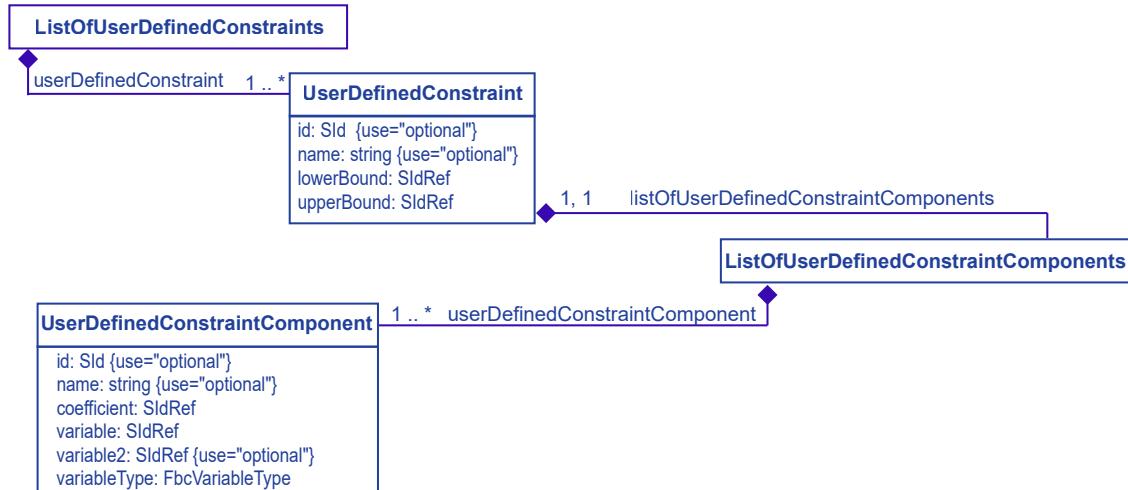 ListOfUserDefinedConstraints
userDefinedConstraint 1 .. *
UserDefinedConstraint
id: SId {use="optional"}
name: string {use="optional"}
lowerBound: SIdRef
upperBound: SIdRef
1, 1 listOfUserDefinedConstraintComponents
ListOfUserDefinedConstraintComponents
1 .. * userDefinedConstraintComponent
UserDefinedConstraintComponent
id: SId {use="optional"}
name: string {use="optional"}
coefficient: SIdRef
variable: SIdRef
variable2: SIdRef {use="optional"}
variableType: FbcVariableType